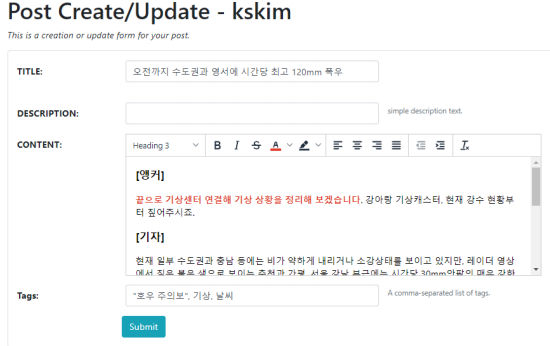 Post Create/Update - kskim
This is a creation or update form for your post.
TITLE:
오전까지 수도권과 영서에 시간당 최고 120mm 폭우
DESCRIPTION:
simple description text.
CONTENT:
Heading 3
B I S A
[앵커]
끝으로 기상센터 연결해 기상 상황을 정리해 보겠습니다. 강아랑 기상캐스터, 현재 강수 현황부
터 짚어주시죠.
[기자]
현재 일부 수도권과 충남 등에는 비가 약하게 내리거나 소강상태를 보이고 있지만, 레이더 영상
에서 짙은 붉은 색으로 보이는 춘천과 가평, 서울 강남 부근에는 시간당 30mm안팎의 매우 강한
Tags:
"호우 주의보", 기상, 날씨
A comma-separated list of tags.
Submit